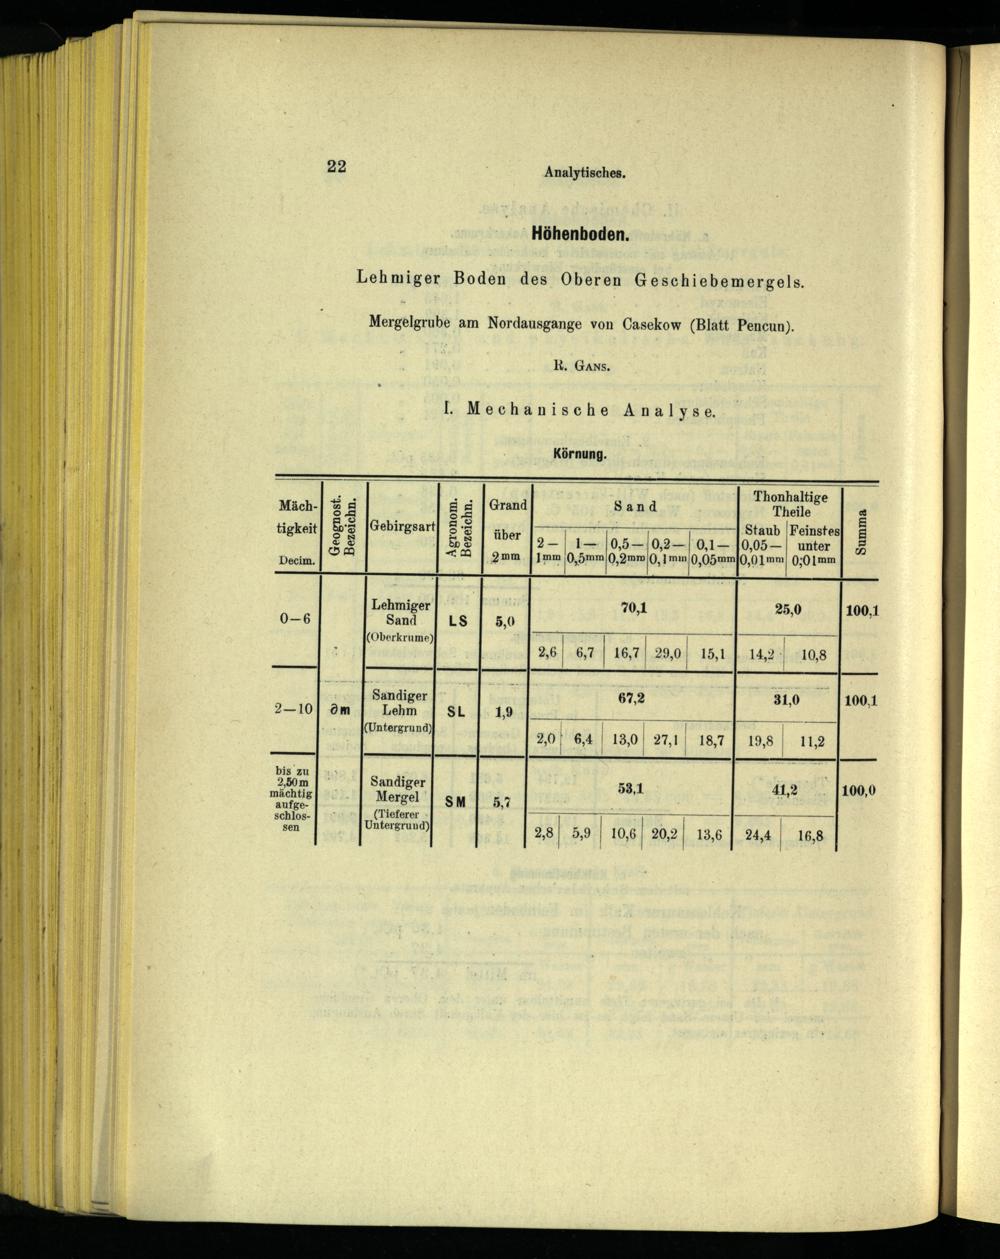 22
Analytisches.
Höhenboden.
Lehmiger Boden des Oberen Geschiebemergels.
Mergelgrube am Nordausgange von Casekow (Blatt Pencun).
R. GANS.
I. Mechanische Analyse.
Körnung.
Mäch-
tigkeit
Decim.
Geognost.
Bezeichn.
Gebirgsart
Agronom.
Bezeichn.
Grand
über
2mm
Sand
2— 1— 0,5— 0,2— 0,1—
1mm 0,5mm 0,2mm 0,1mm 0,05mm
Thonhaltige
Theile
Staub Feinstes
0,05— unter
0,01mm 0,01mm
Summa
0—6
Lehmiger
Sand
(Oberkrume)
LS
5,0
70,1
25,0
100,1
2,6 6,7 16,7 29,0 15,1 14,2 10,8
2—10
∂m
Sandiger
Lehm
(Untergrund)
SL
1,9
67,2
31,0
100,1
2,0 6,4 13,0 27,1 18,7 19,8 11,2
bis zu
2,50m
mächtig
aufge-
schlos-
sen
Sandiger
Mergel
(Tieferer
Untergrund)
SM
5,7
53,1
41,2
100,0
2,8 5,9 10,6 20,2 13,6 24,4 16,8